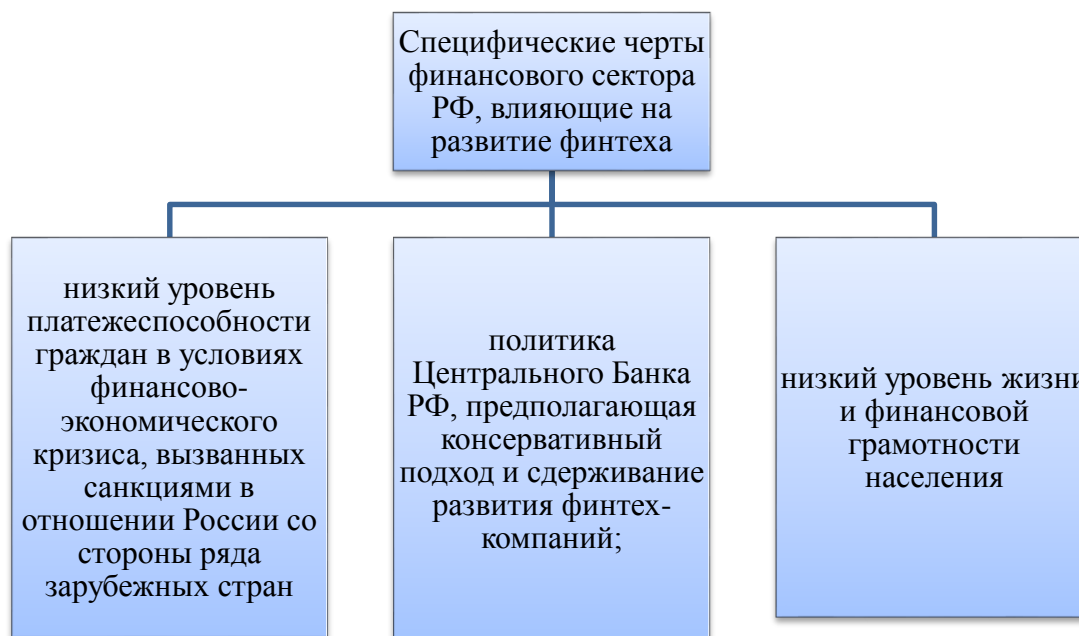 Специфические черты
финансового сектора
РФ, влияющие на
развитие финтеха
низкий уровень
платежеспособности
граждан в условиях
финансово-
экономического
кризиса, вызванных
санкциями в
отношении России со
стороны ряда
зарубежных стран
политика
Центрального Банка
РФ, предполагающая
консервативный
подход и сдерживание
развития финтех-
компаний;
низкий уровень жизни
и финансовой
грамотности
населения